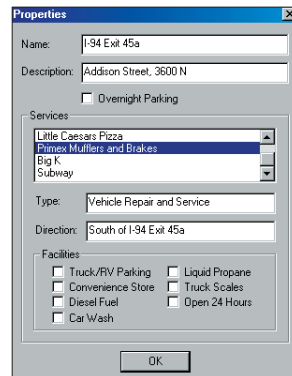 Properties
Name: I-94 Exit 45a
Description: Addison Street, 3600 N
Overnight Parking
Services
Little Caesars Pizza
Primex Mufflers and Brakes
Big K
Subway
Type: Vehicle Repair and Service
Direction: South of I-94 Exit 45a
Facilities
Truck/RV Parking Liquid Propane
Convenience Store Truck Scales
Diesel Fuel Open 24 Hours
Car Wash
OK